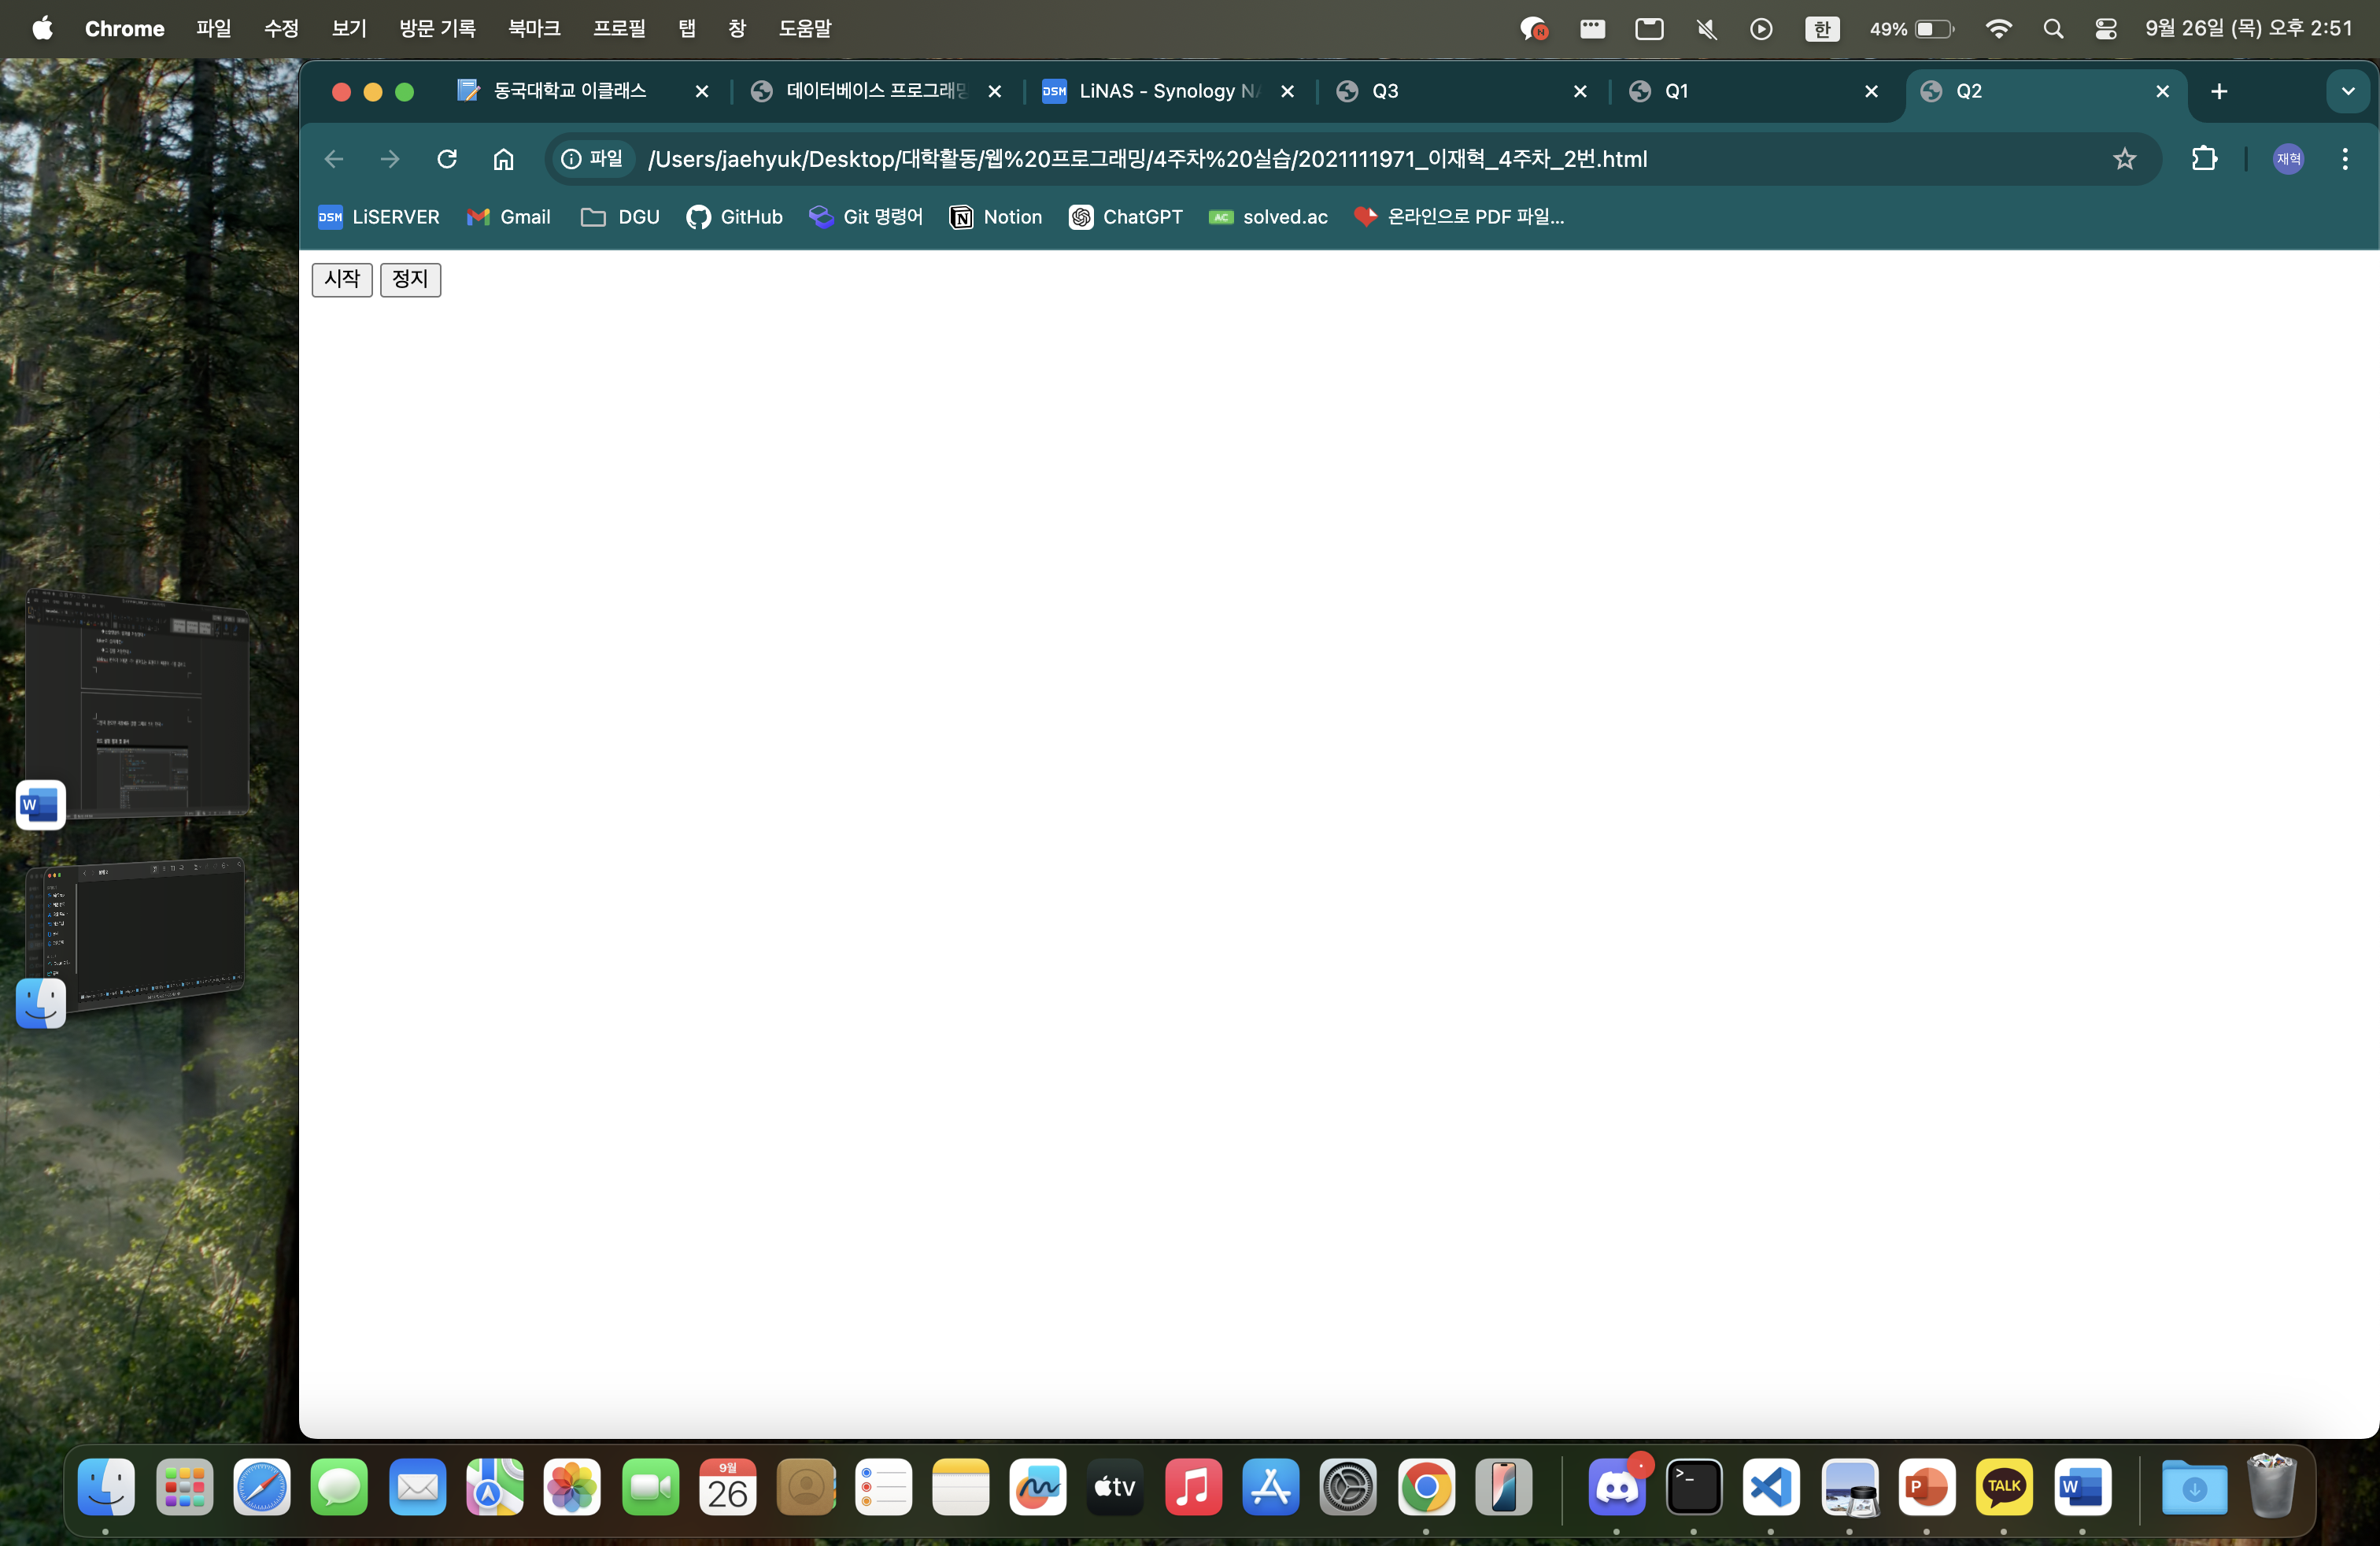 Chrome 파일 수정 보기 방문 기록 북마크 프로필 탭 창 도움말 한 49% 9월 26일 (목) 오후 2:51
동국대학교 이클래스 데이터베이스 프로그래밍 DSM LiNAS - Synology NA Q3 Q1 Q2
파일 /Users/jaehyuk/Desktop/대학활동/웹%20프로그래밍/4주차%20실습/2021111971_이재혁_4주차_2번.html 재혁
DSM LiSERVER Gmail DGU GitHub Git 명령어 Notion ChatGPT AC solved.ac 온라인으로 PDF 파일...
시작 정지
W
9월
26
tv
>_
P
TALK
W